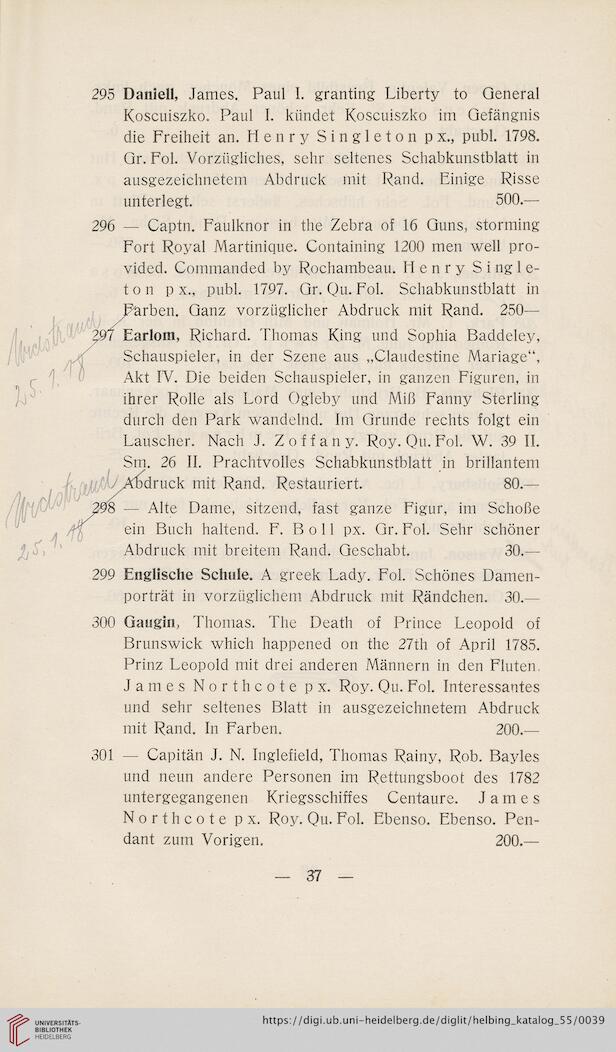 295 Daniell, James. Paul I. granting Liberty to General
Koscuiszko. Paul I. kündet Koscuiszko im Gefängnis
die Freiheit an. Henry Singleton px., publ. 1798.
Gr. Fol. Vorzügliches, sehr seltenes Schabkunstblatt in
ausgezeichnetem Abdruck mit Rand. Einige Risse
unterlegt. 500.—
296 — Captn. Faulknor in the Zebra of 16 Guns, storming
Fort Royal Martinique. Containing 1200 men well pro-
vided. Commanded by Rochambeau. Henry Single-
ton px., publ. 1797. Gr. Qu. Fol. Schabkunstblatt in
Farben. Ganz vorzüglicher Abdruck mit Rand. 250—
297 Earlom, Richard. Thomas King und Sophia Baddeley,
Schauspieler, in der Szene aus „Claudestine Mariage“,
25. 1. 18
Akt IV. Die beiden Schauspieler, in ganzen Figuren, in
ihrer Rolle als Lord Ogleby und Miß Fanny Sterling
durch den Park wandelnd. Im Grunde rechts folgt ein
Lauscher. Nach J. Zoffany. Roy. Qu. Fol. W. 39 II.
Sm. 26 II. Prachtvolles Schabkunstblatt in brillantem
Abdruck mit Rand. Restauriert. 80.—
298 — Alte Dame, sitzend, fast ganze Figur, im Schoße
ein Buch haltend. F. Boll px. Gr. Fol. Sehr schöner
25. 1. 18
Abdruck mit breitem Rand. Geschabt. 30.—
299 Englische Schule. A greek Lady. Fol. Schönes Damen-
porträt in vorzüglichem Abdruck mit Rändchen. 30.—
300 Gaugin, Thomas. The Death of Prince Leopold of
Brunswick which happened on the 27th of April 1785.
Prinz Leopold mit drei anderen Männern in den Fluten.
James Northcote px. Roy. Qu. Fol. Interessantes
und sehr seltenes Blatt in ausgezeichnetem Abdruck
mit Rand. In Farben. 200.—
301 — Capitän J. N. Inglefield, Thomas Rainy, Rob. Bayles
und neun andere Personen im Rettungsboot des 1782
untergegangenen Kriegsschiffes Centaure. James
Northcote px. Roy. Qu. Fol. Ebenso. Ebenso. Pen-
dant zum Vorigen. 200.—
— 37 —
UNIVERSITÄTS-
BIBLIOTHEK
HEIDELBERG
https://digi.ub.uni-heidelberg.de/diglit/helbing_katalog_55/0039